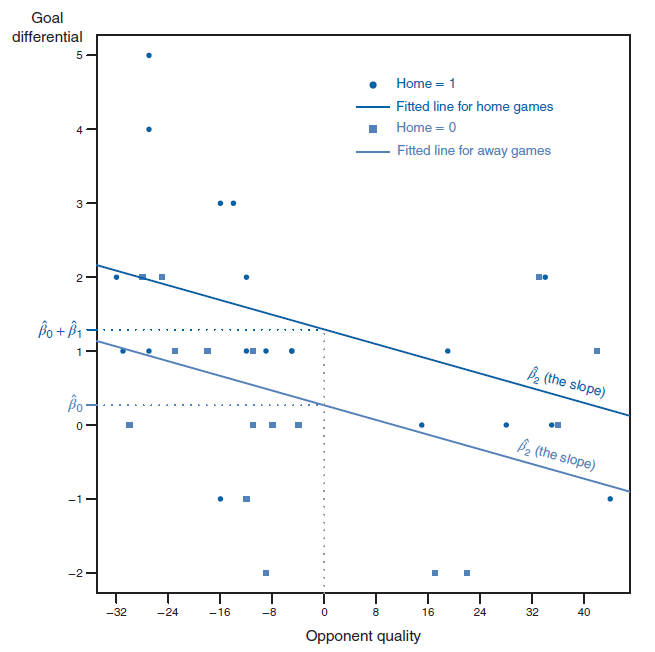 Goal
differential
5
4
3
2
β̂₀ + β̂₁
1
β̂₀
0
−1
−2
Home = 1
Fitted line for home games
Home = 0
Fitted line for away games
β̂₂ (the slope)
β̂₂ (the slope)
−32 −24 −16 −8 0 8 16 24 32 40
Opponent quality